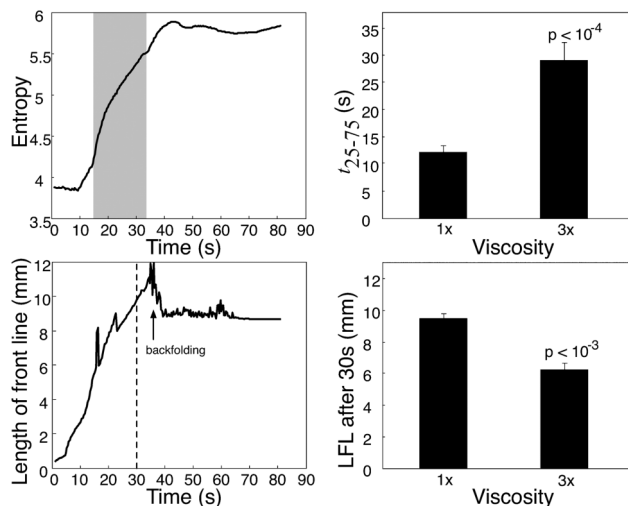 Entropy
6
5.5
5
4.5
4
3.5
0 10 20 30 40 50 60 70 80 90
Time (s)
t25-75 (s)
35
30
25
20
15
10
5
0
p < 10-4
1x 3x
Viscosity
Length of front line (mm)
12
10
8
6
4
2
0
backfolding
0 10 20 30 40 50 60 70 80 90
Time (s)
LFL after 30s (mm)
12
10
8
6
4
2
0
p < 10-3
1x 3x
Viscosity